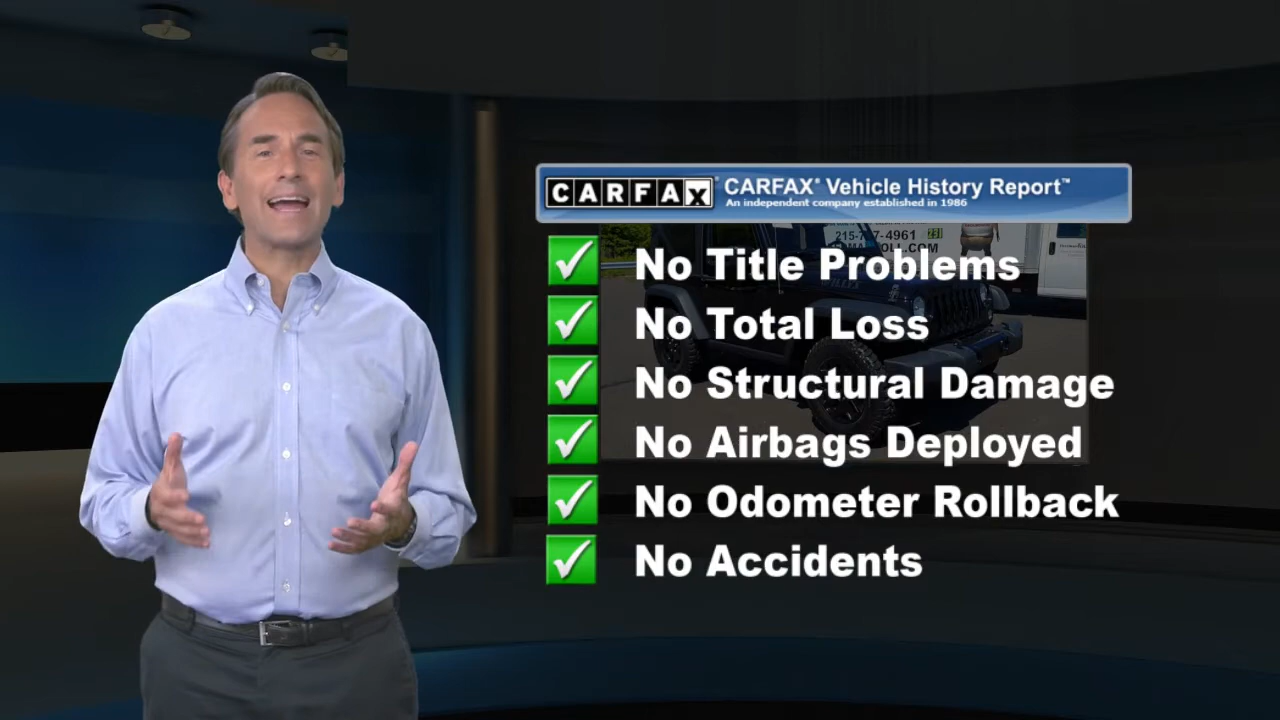 CARFAX® CARFAX® Vehicle History Report™
An independent company established in 1986
No Title Problems
No Total Loss
No Structural Damage
No Airbags Deployed
No Odometer Rollback
No Accidents